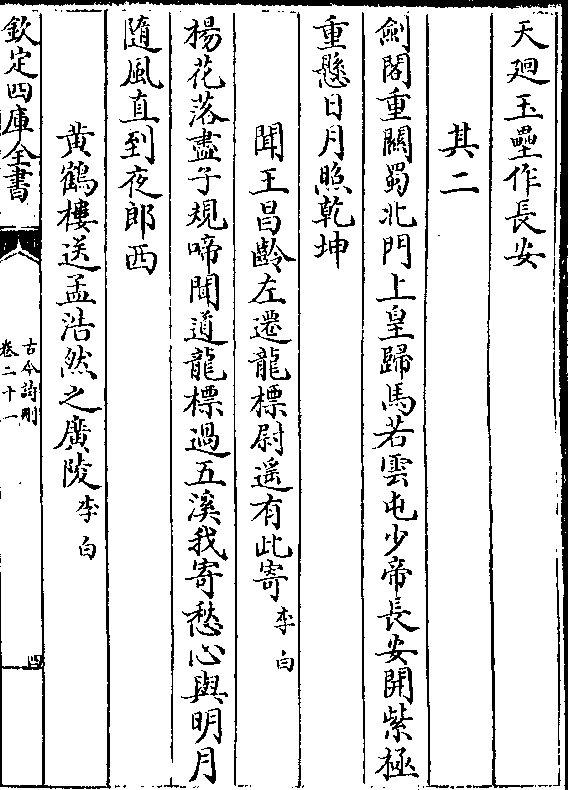 天廻玉壘作長安
其二
劍閣重關蜀北門上皇歸馬若雲屯少帝長安開紫極
重懸日月照乾坤
聞王昌齡左遷龍標尉遥有此寄 李白
楊花落盡子規啼聞道龍標過五溪我寄愁心與明月
隨風直到夜郎西
黄鶴樓送孟浩然之廣陵 李白
欽定四庫全書
古今詩刪
卷二十一
四